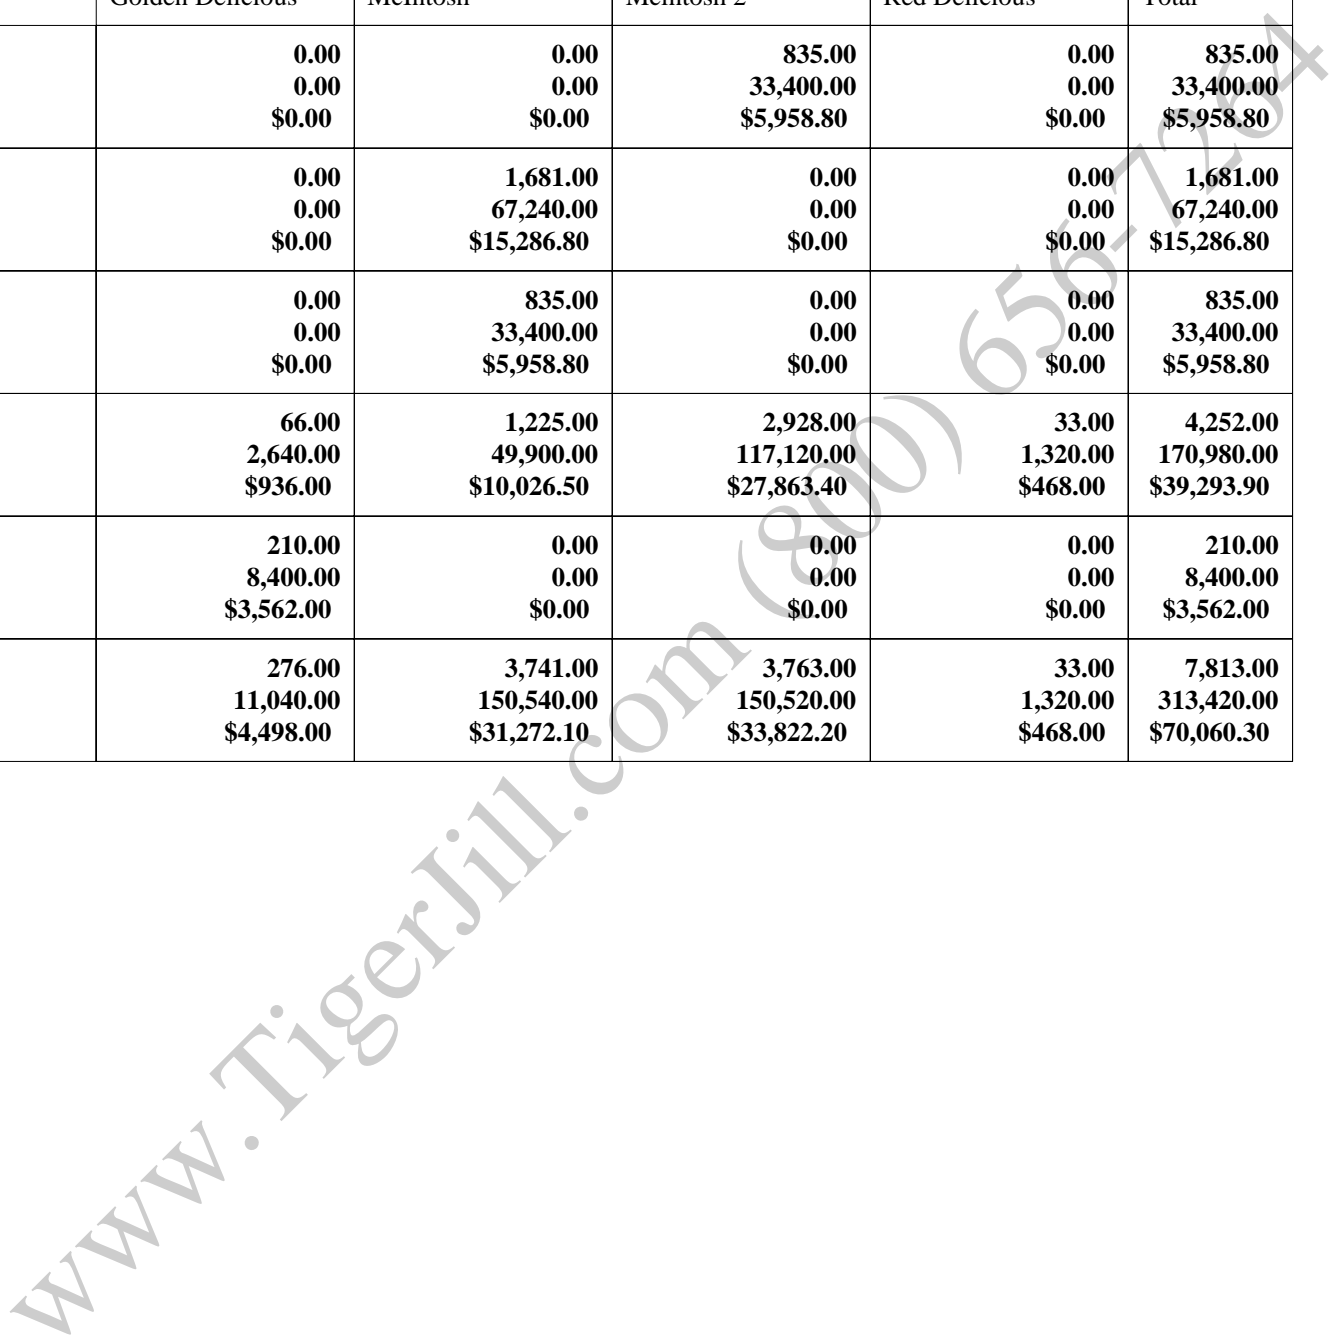 Golden Delicious McIntosh McIntosh 2 Red Delicious Total
0.00 0.00 835.00 0.00 835.00
0.00 0.00 33,400.00 0.00 33,400.00
$0.00 $0.00 $5,958.80 $0.00 $5,958.80
0.00 1,681.00 0.00 0.00 1,681.00
0.00 67,240.00 0.00 0.00 67,240.00
$0.00 $15,286.80 $0.00 $0.00 $15,286.80
0.00 835.00 0.00 0.00 835.00
0.00 33,400.00 0.00 0.00 33,400.00
$0.00 $5,958.80 $0.00 $0.00 $5,958.80
66.00 1,225.00 2,928.00 33.00 4,252.00
2,640.00 49,900.00 117,120.00 1,320.00 170,980.00
$936.00 $10,026.50 $27,863.40 $468.00 $39,293.90
210.00 0.00 0.00 0.00 210.00
8,400.00 0.00 0.00 0.00 8,400.00
$3,562.00 $0.00 $0.00 $0.00 $3,562.00
276.00 3,741.00 3,763.00 33.00 7,813.00
11,040.00 150,540.00 150,520.00 1,320.00 313,420.00
$4,498.00 $31,272.10 $33,822.20 $468.00 $70,060.30
www.TigerJill.com (800) 656-7264